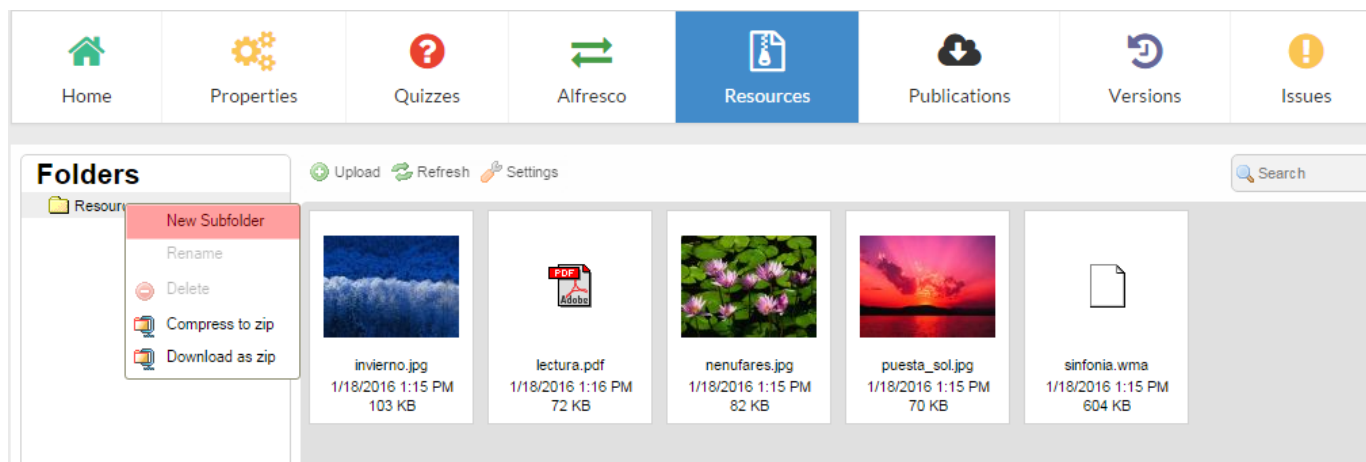 Home
Properties
Quizzes
Alfresco
Resources
Publications
Versions
Issues
Folders
Upload
Refresh
Settings
Search
New Subfolder
Rename
Delete
Compress to zip
Download as zip
PDF
Adobe
invierno.jpg
1/18/2016 1:15 PM
103 KB
lectura.pdf
1/18/2016 1:16 PM
72 KB
nenufares.jpg
1/18/2016 1:15 PM
82 KB
puesta_sol.jpg
1/18/2016 1:15 PM
70 KB
sinfonia.wma
1/18/2016 1:15 PM
604 KB